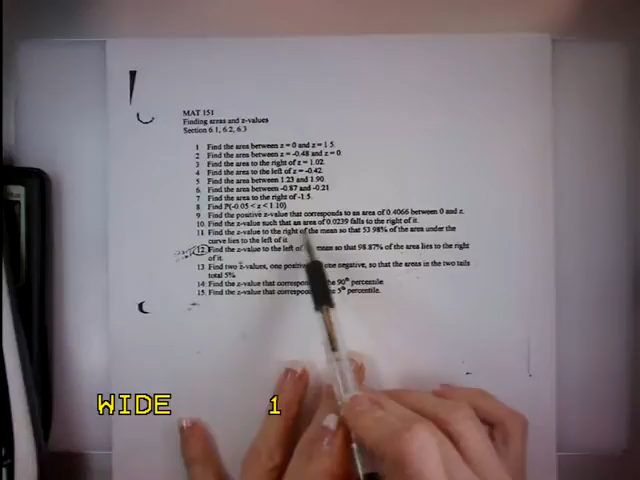 MAT 151
Finding areas and z-values
Section 6.1, 6.2, 6.3
1 Find the area between z = 0 and z = 1.5.
2 Find the area between z = -0.48 and z = 0.
3 Find the area to the right of z = 1.02.
4 Find the area to the left of z = -0.42.
5 Find the area between 1.23 and 1.90
6. Find the area between -0.87 and -0.21
7 Find the area to the right of -1.5.
8 Find P(-0.05 < z < 1.10)
9. Find the positive z-value that corresponds to an area of 0.4066 between 0 and z.
10. Find the z-value such that an area of 0.0239 falls to the right of it.
11 Find the z-value to the right of the mean so that 53.98% of the area under the
curve lies to the left of it
12 Find the z-value to the left of mean so that 98.87% of the area lies to the right
of it.
13 Find two z-values, one positive one negative, so that the areas in the two tails
total 5%
14: Find the z-value that 90th percentile
15. Find the z-value that 5th percentile.
WIDE 1